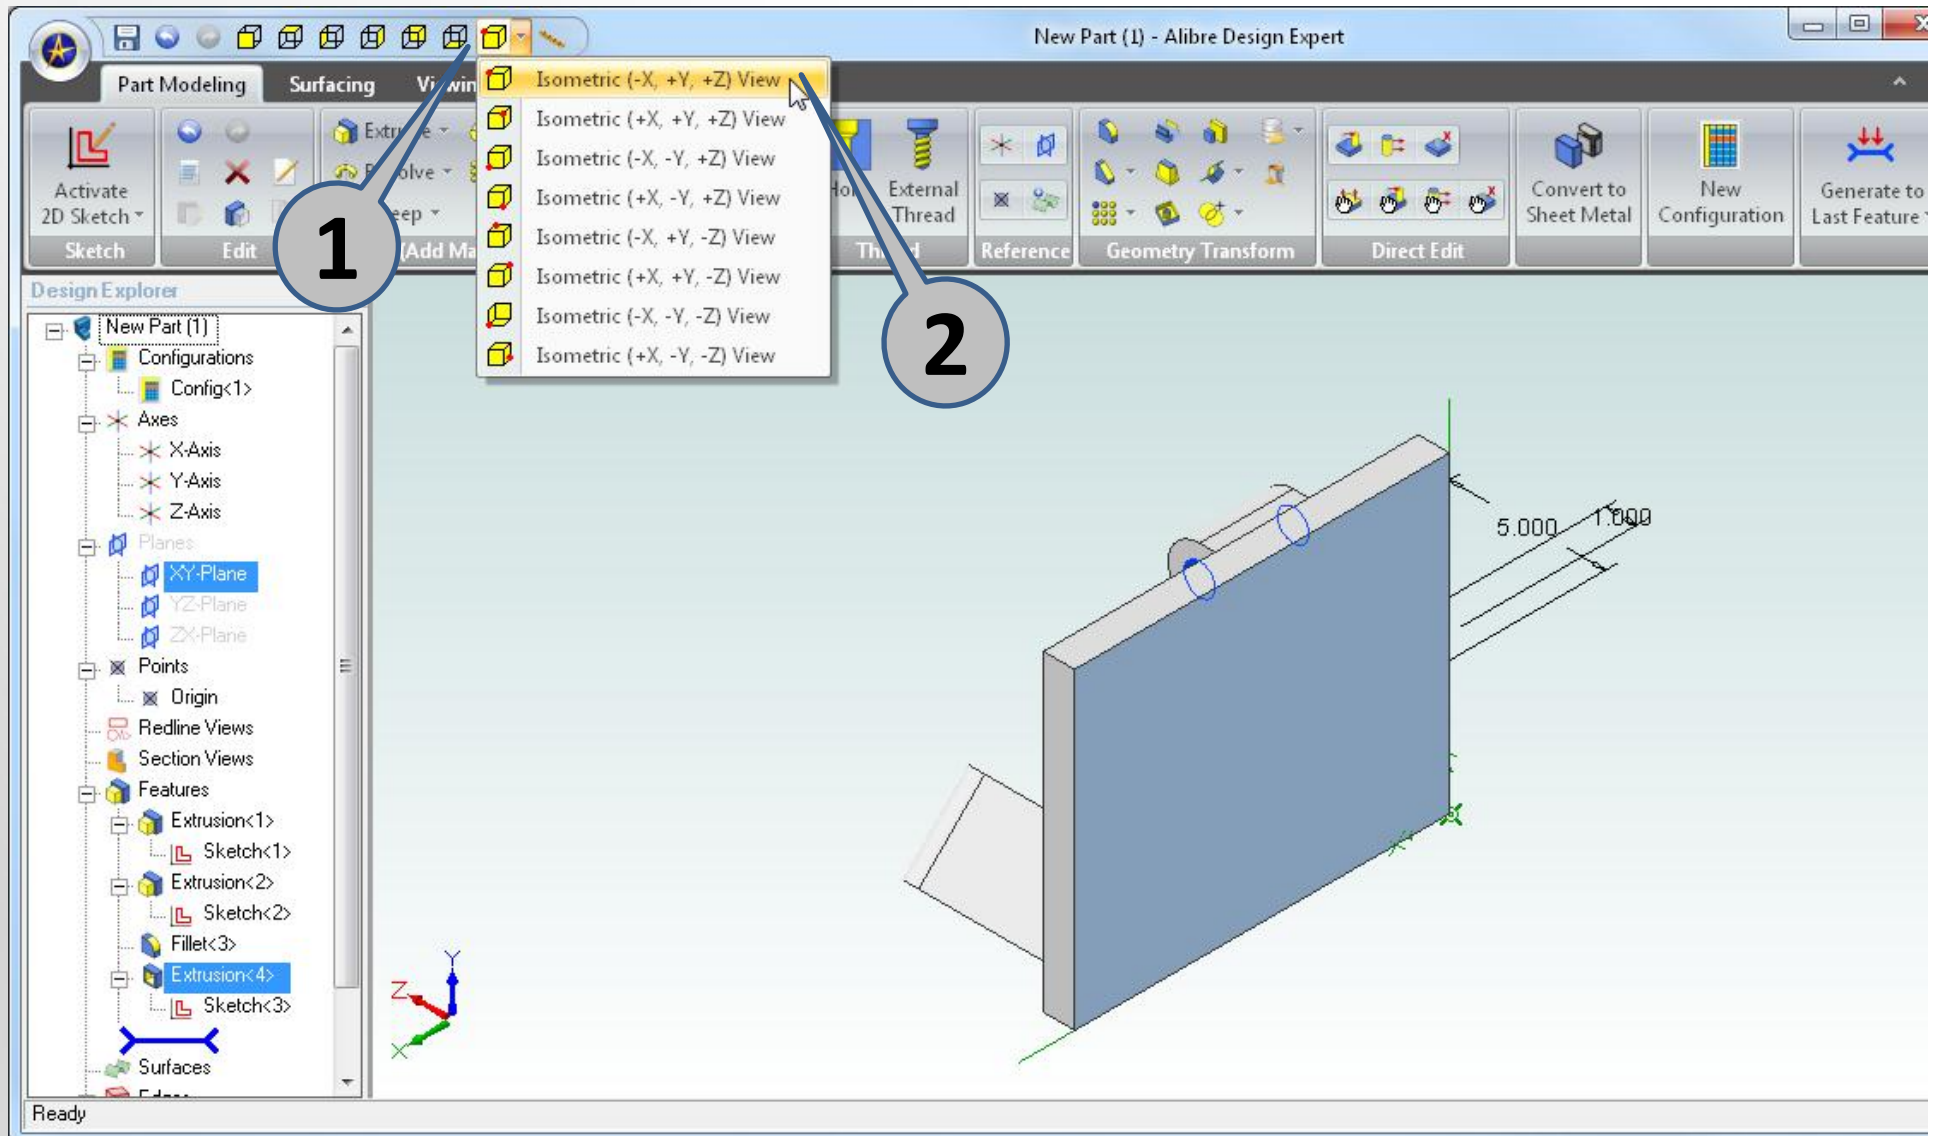 New Part (1) - Alibre Design Expert
Part Modeling
Surfacing
Viewin
Isometric (-X, +Y, +Z) View
Isometric (+X, +Y, +Z) View
Isometric (-X, -Y, +Z) View
Isometric (+X, -Y, +Z) View
Isometric (-X, +Y, -Z) View
Isometric (+X, +Y, -Z) View
Isometric (-X, -Y, -Z) View
Isometric (+X, -Y, -Z) View
1
2
Activate
2D Sketch
Sketch
Edit
(Add Ma
External
Thread
Reference
Geometry Transform
Direct Edit
Convert to
Sheet Metal
New
Configuration
Generate to
Last Feature
Design Explorer
New Part (1)
Configurations
Config<1>
Axes
X-Axis
Y-Axis
Z-Axis
Planes
XY-Plane
YZ-Plane
ZX-Plane
Points
Origin
Redline Views
Section Views
Features
Extrusion<1>
Sketch<1>
Extrusion<2>
Sketch<2>
Fillet<3>
Extrusion<4>
Sketch<3>
Surfaces
5.000
1.000
Y
Z
X
Ready